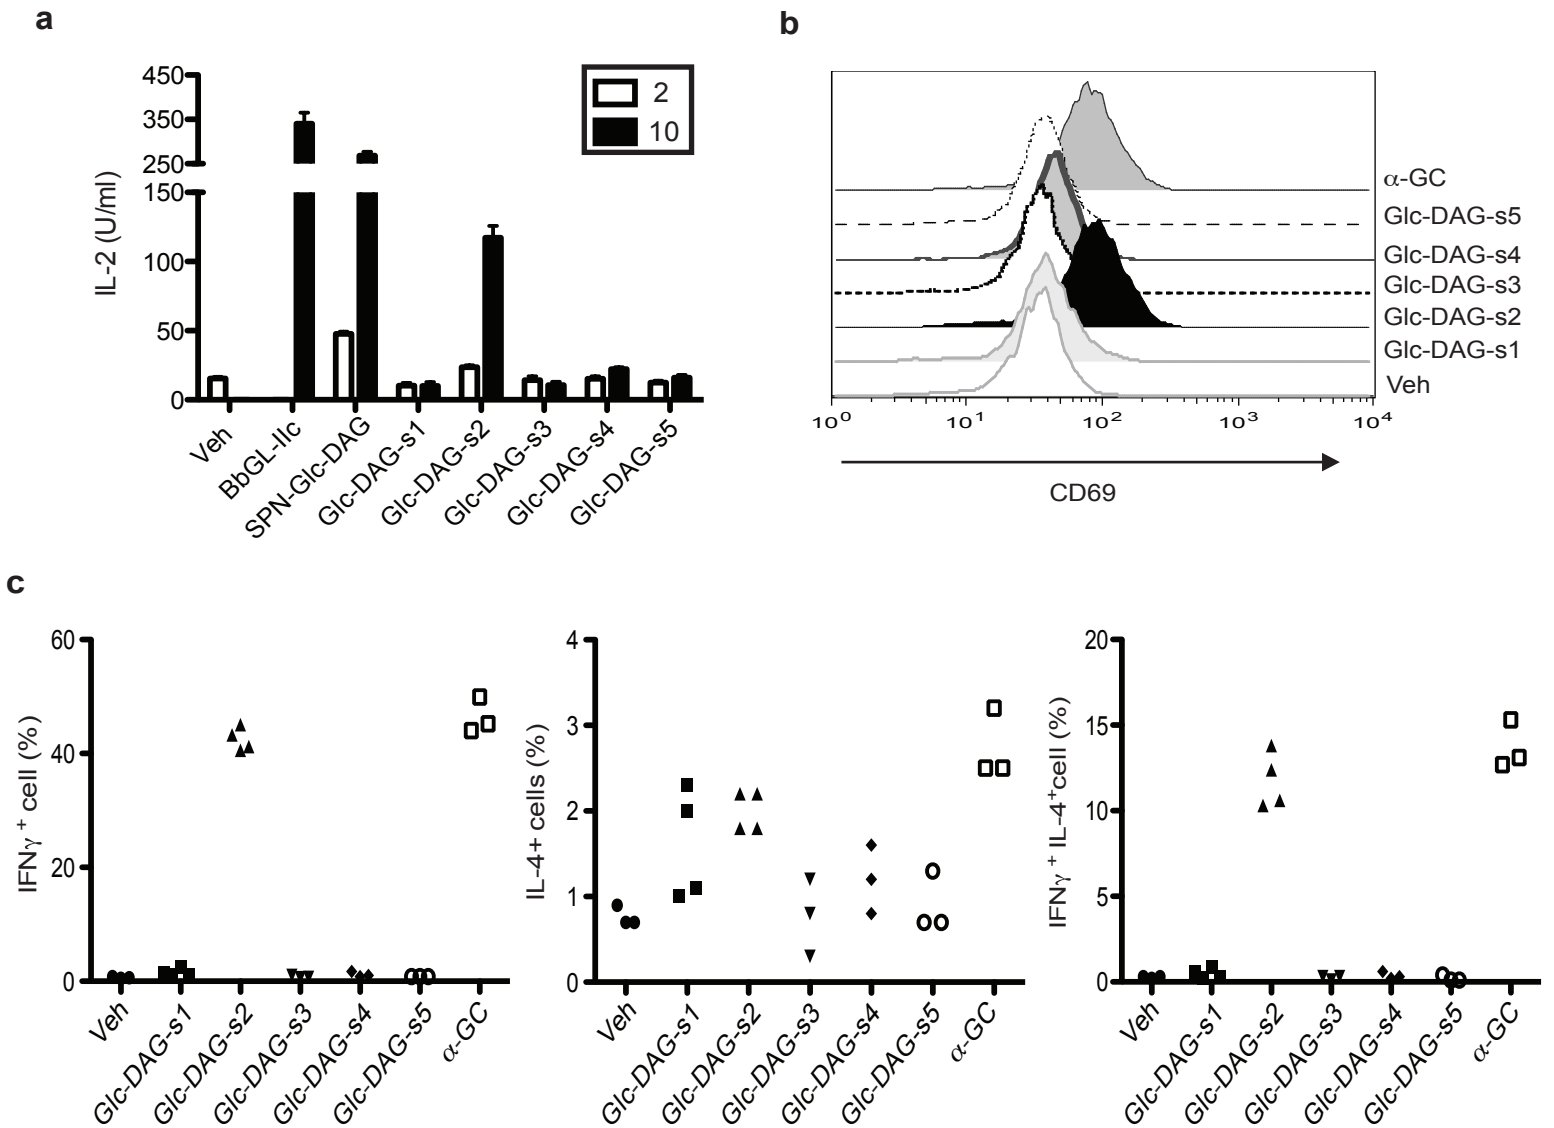 a
450
350
250
150
100
50
0
IL-2 (U/ml)
2
10
Veh
BbGL-IIc
SPN-Glc-DAG
Glc-DAG-s1
Glc-DAG-s2
Glc-DAG-s3
Glc-DAG-s4
Glc-DAG-s5
b
α-GC
Glc-DAG-s5
Glc-DAG-s4
Glc-DAG-s3
Glc-DAG-s2
Glc-DAG-s1
Veh
10⁰ 10¹ 10² 10³ 10⁴
CD69
c
60
40
20
0
IFNγ⁺ cell (%)
Veh
Glc-DAG-s1
Glc-DAG-s2
Glc-DAG-s3
Glc-DAG-s4
Glc-DAG-s5
α-GC
4
3
2
1
0
IL-4+ cells (%)
Veh
Glc-DAG-s1
Glc-DAG-s2
Glc-DAG-s3
Glc-DAG-s4
Glc-DAG-s5
α-GC
20
15
10
5
0
IFNγ⁺ IL-4⁺cell (%)
Veh
Glc-DAG-s1
Glc-DAG-s2
Glc-DAG-s3
Glc-DAG-s4
Glc-DAG-s5
α-GC